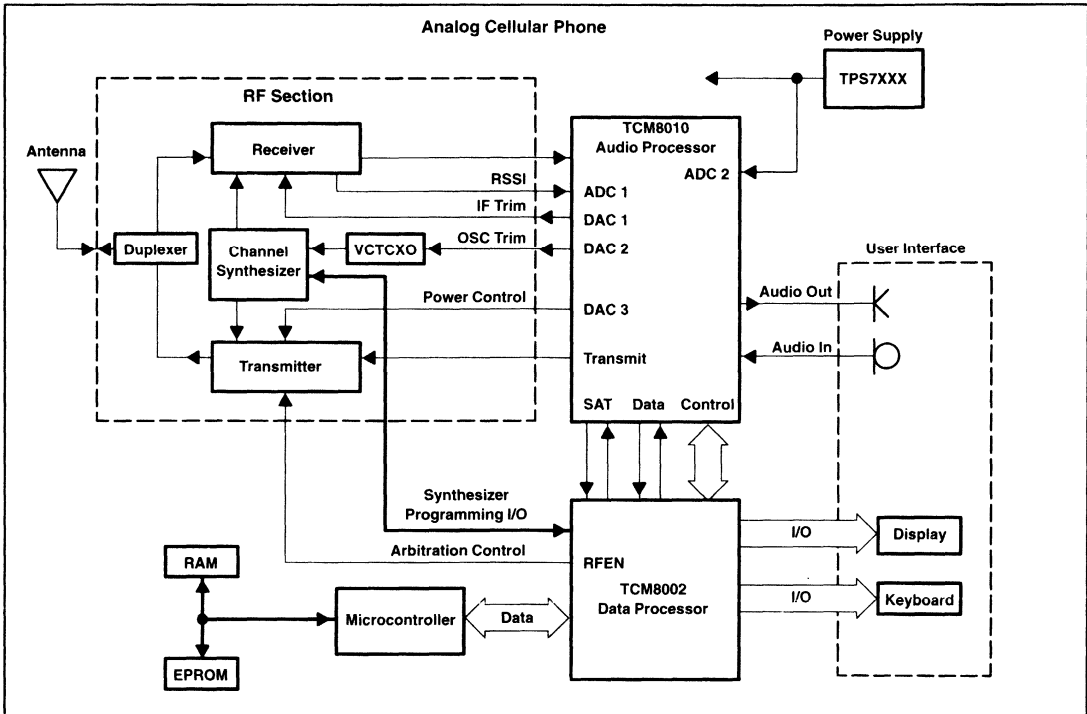 Analog Cellular Phone
Power Supply
TPS7XXX
RF Section
TCM8010
Audio Processor
ADC 2
Antenna
Receiver
RSSI
ADC 1
IF Trim
DAC 1
Duplexer
Channel
Synthesizer
VCTCXO
OSC Trim
DAC 2
User Interface
Power Control
DAC 3
Audio Out
Transmitter
Transmit
Audio In
SAT
Data
Control
Synthesizer
Programming I/O
Arbitration Control
RFEN
TCM8002
Data Processor
I/O
Display
I/O
Keyboard
RAM
Microcontroller
Data
EPROM